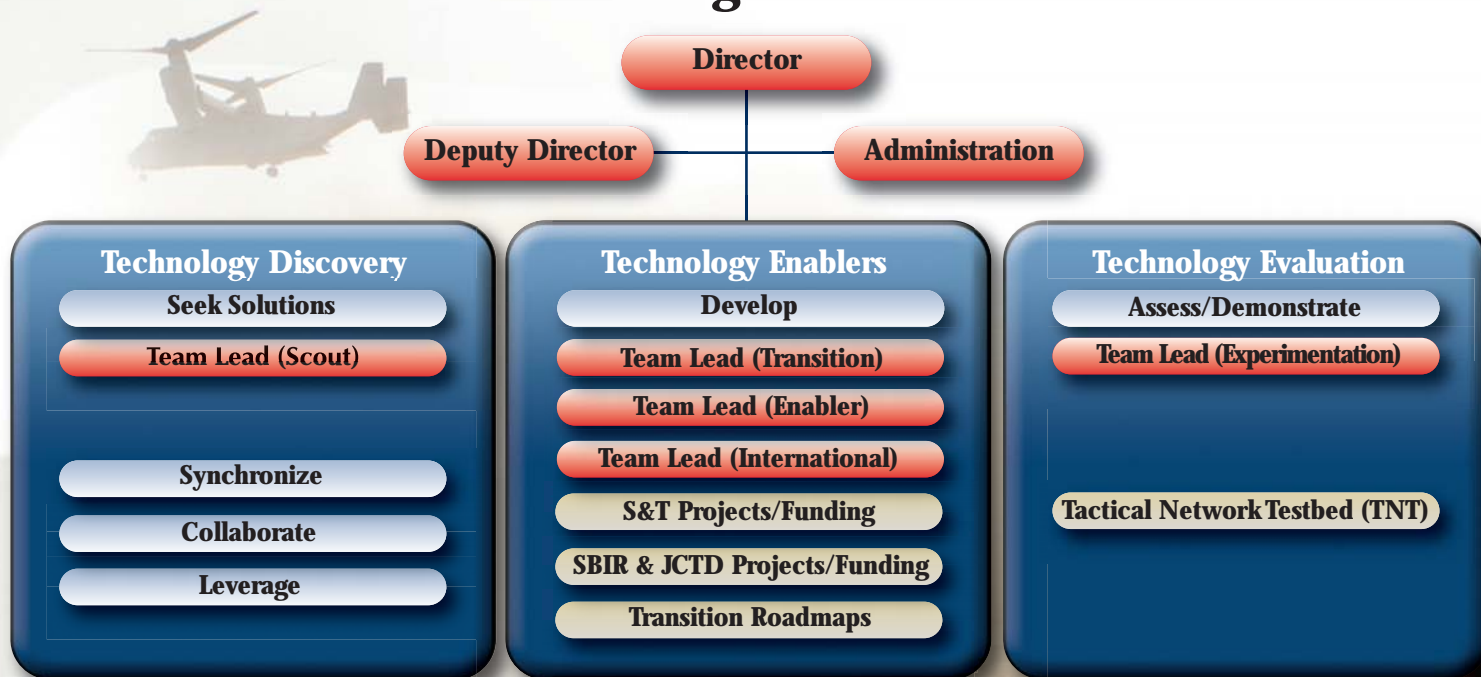 Director
Deputy Director
Administration
Technology Discovery
Seek Solutions
Team Lead (Scout)
Synchronize
Collaborate
Leverage
Technology Enablers
Develop
Team Lead (Transition)
Team Lead (Enabler)
Team Lead (International)
S&T Projects/Funding
SBIR & JCTD Projects/Funding
Transition Roadmaps
Technology Evaluation
Assess/Demonstrate
Team Lead (Experimentation)
Tactical Network Testbed (TNT)